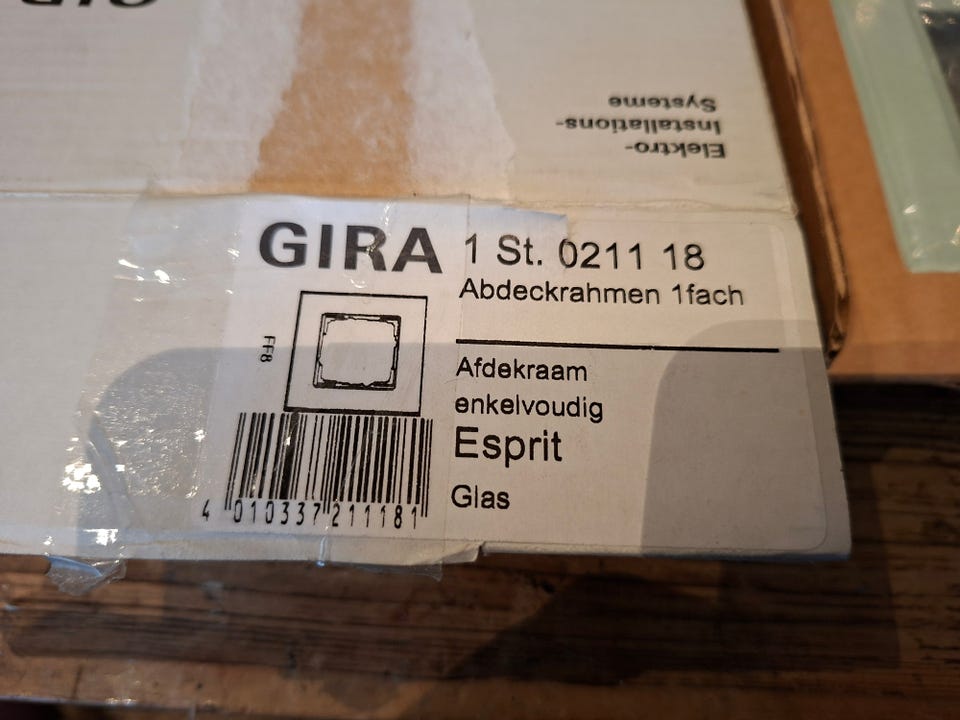 Elektro-
Installations-
Systeme
GIRA
1 St. 0211 18
Abdeckrahmen 1fach
FF8
Afdekraam
enkelvoudig
Esprit
Glas
4 010337 211181